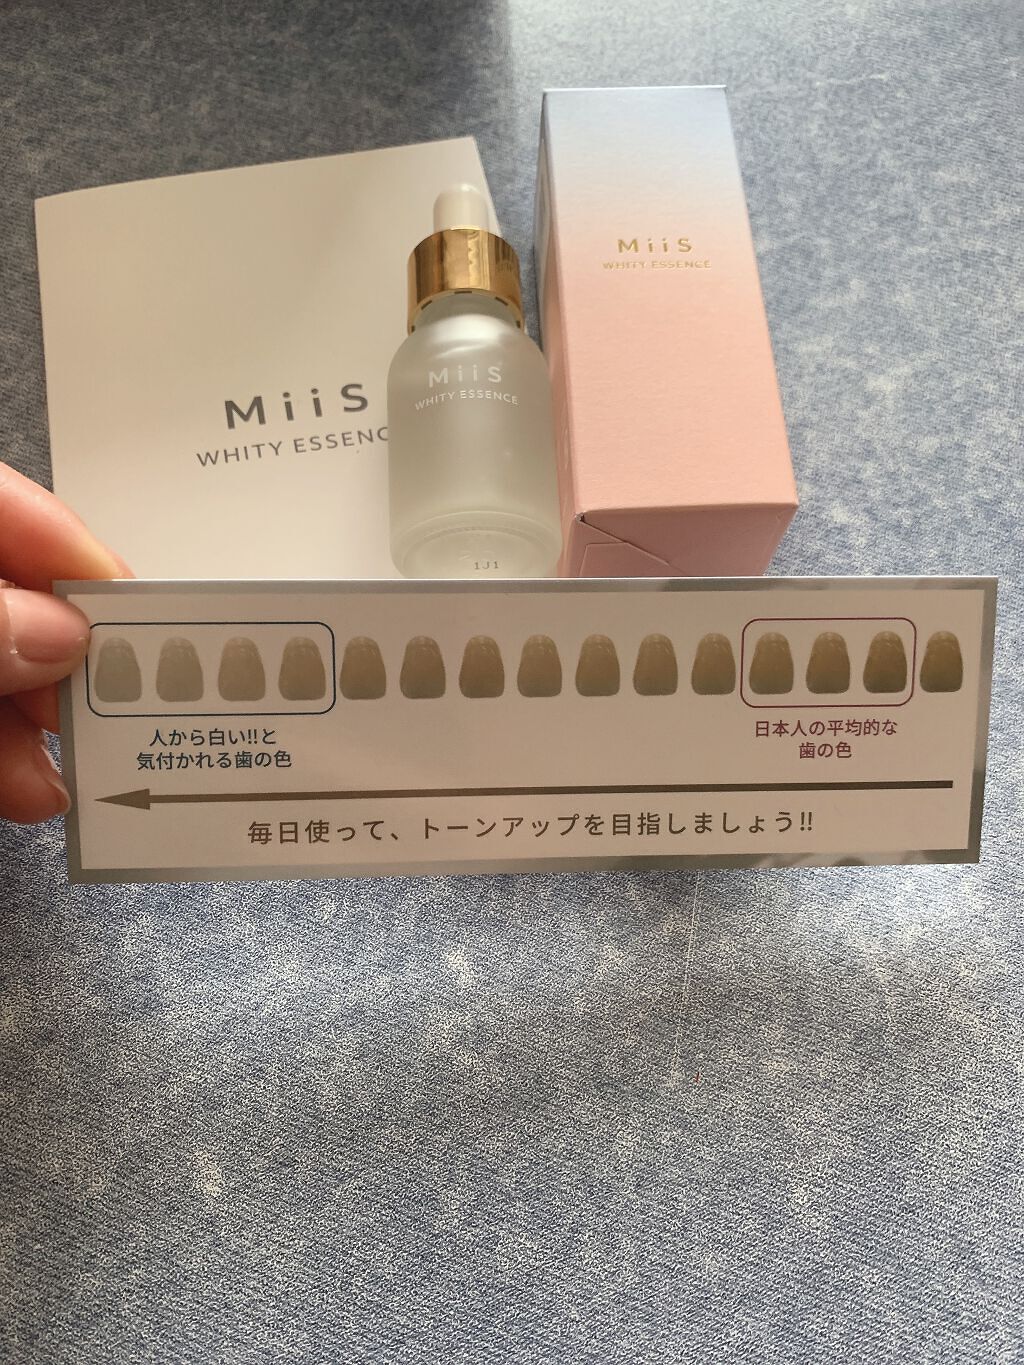 MiiS
WHITY ESSENCE
MiiS
WHITY ESSENC
MiiS
WHITY ESSENCE
1J1
人から白い!!と
気付かれる歯の色
日本人の平均的な
歯の色
毎日使って、トーンアップを目指しましょう!!